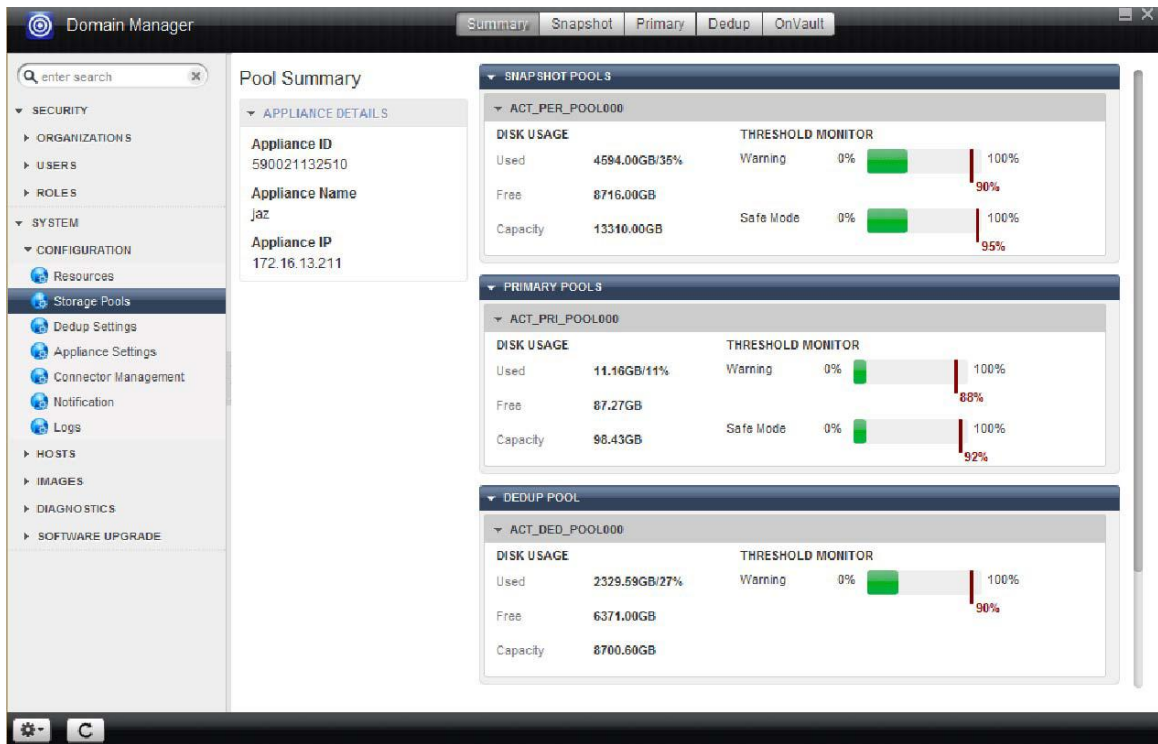 Domain Manager
Summary Snapshot Primary Dedup OnVault
enter search
SECURITY
ORGANIZATIONS
USERS
ROLES
SYSTEM
CONFIGURATION
Resources
Storage Pools
Dedup Settings
Appliance Settings
Connector Management
Notification
Logs
HOSTS
IMAGES
DIAGNOSTICS
SOFTWARE UPGRADE
Pool Summary
APPLIANCE DETAILS
Appliance ID
590021132510
Appliance Name
jaz
Appliance IP
172.16.13.211
SNAPSHOT POOLS
ACT_PER_POOL000
DISK USAGE THRESHOLD MONITOR
Used 4594.00GB/35% Warning 0% 100%
90%
Free 8716.00GB
Safe Mode 0% 100%
Capacity 13310.00GB
95%
PRIMARY POOLS
ACT_PRI_POOL000
DISK USAGE THRESHOLD MONITOR
Used 11.16GB/11% Warning 0% 100%
88%
Free 87.27GB
Safe Mode 0% 100%
Capacity 98.43GB
92%
DEDUP POOL
ACT_DED_POOL000
DISK USAGE THRESHOLD MONITOR
Used 2329.59GB/27% Warning 0% 100%
90%
Free 6371.00GB
Capacity 8700.60GB